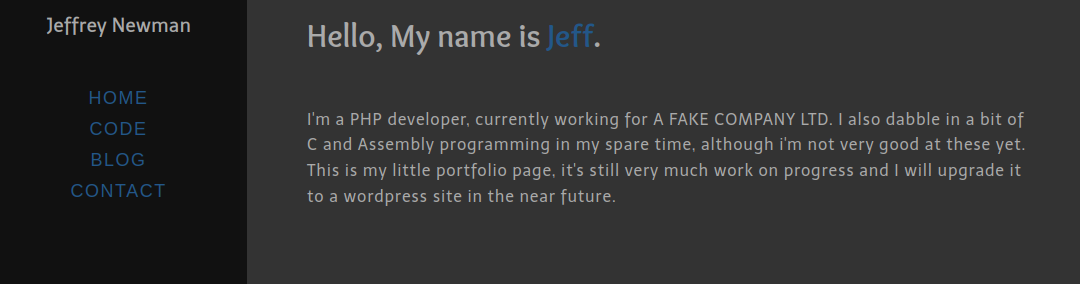 Jeffrey Newman
HOME
CODE
BLOG
CONTACT
Hello, My name is Jeff.
I'm a PHP developer, currently working for A FAKE COMPANY LTD. I also dabble in a bit of
C and Assembly programming in my spare time, although i'm not very good at these yet.
This is my little portfolio page, it's still very much work on progress and I will upgrade it
to a wordpress site in the near future.